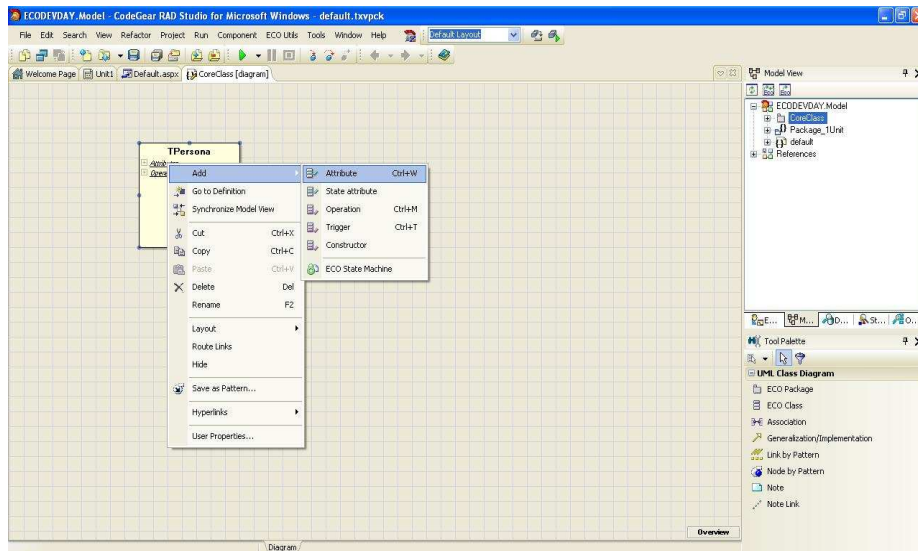 ECODEVDAY.Model - CodeGear RAD Studio for Microsoft Windows - default.txvpck
File Edit Search View Refactor Project Run Component ECO Utils Tools Window Help Default Layout
Welcome Page Unit1 Default.aspx CoreClass [diagram]
TPersona
Add
Go to Definition
Synchronize Model View
Cut Ctrl+X
Copy Ctrl+C
Paste Ctrl+V
Delete Del
Rename F2
Layout
Route Links
Hide
Save as Pattern...
Hyperlinks
User Properties...
Attribute Ctrl+W
State attribute
Operation Ctrl+M
Trigger Ctrl+T
Constructor
ECO State Machine
Overview
Diagram
Model View
ECODEVDAY.Model
CoreClass
Package_1Unit
default
References
E... M... D... St... O...
Tool Palette
UML Class Diagram
ECO Package
ECO Class
Association
Generalization/Implementation
Link by Pattern
Node by Pattern
Note
Note Link